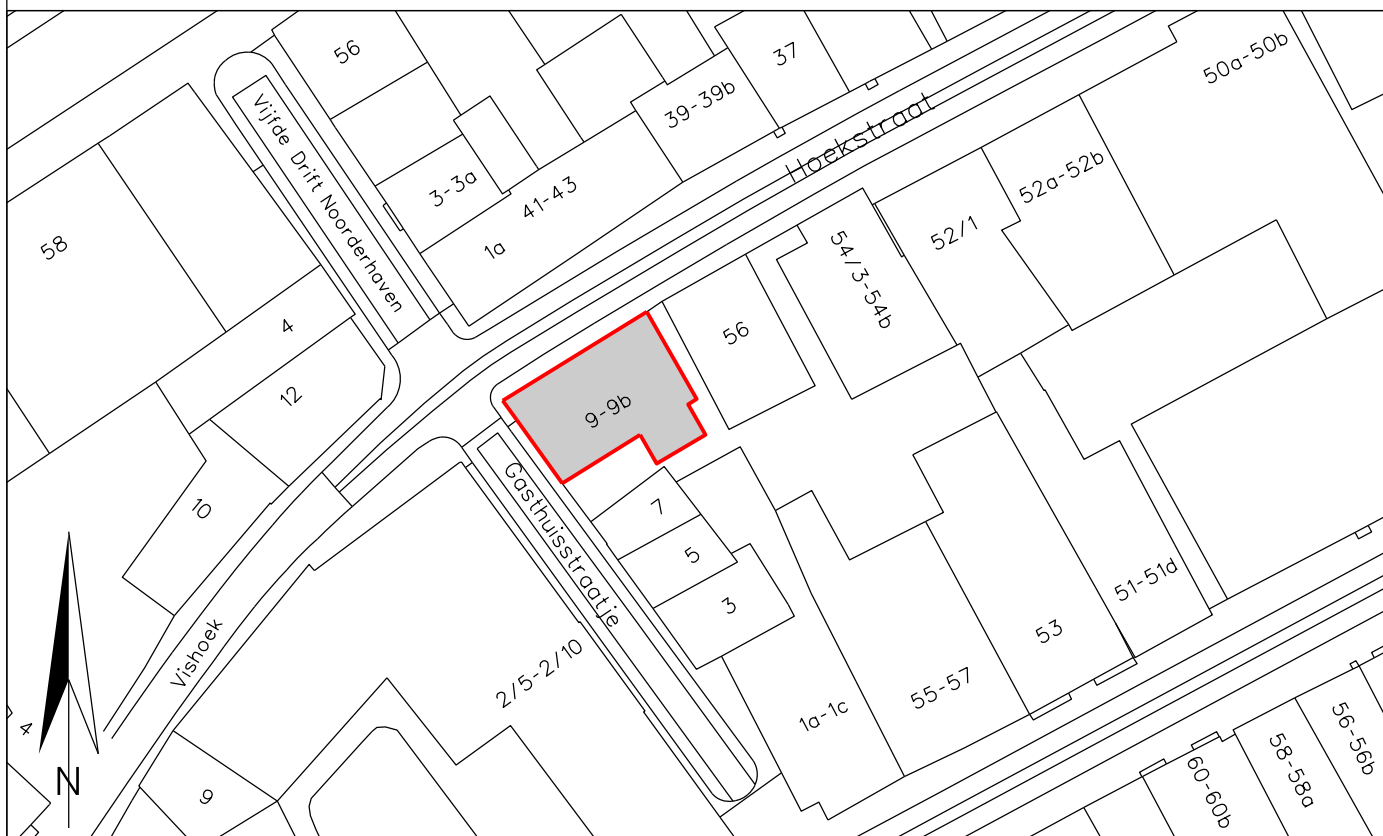 56
37
50a-50b
39-39b
Hoekstraat
Vijfde Drift Noorderhaven
3-3a
41-43
52a-52b
58
1a
52/1
54/3-54b
4
56
12
9-9b
10
7
Gasthuisstraatje
5
3
51-51d
53
Vishoek
2/5-2/10
55-57
1a-1c
4
56-56b
58-58a
60-60b
9
N